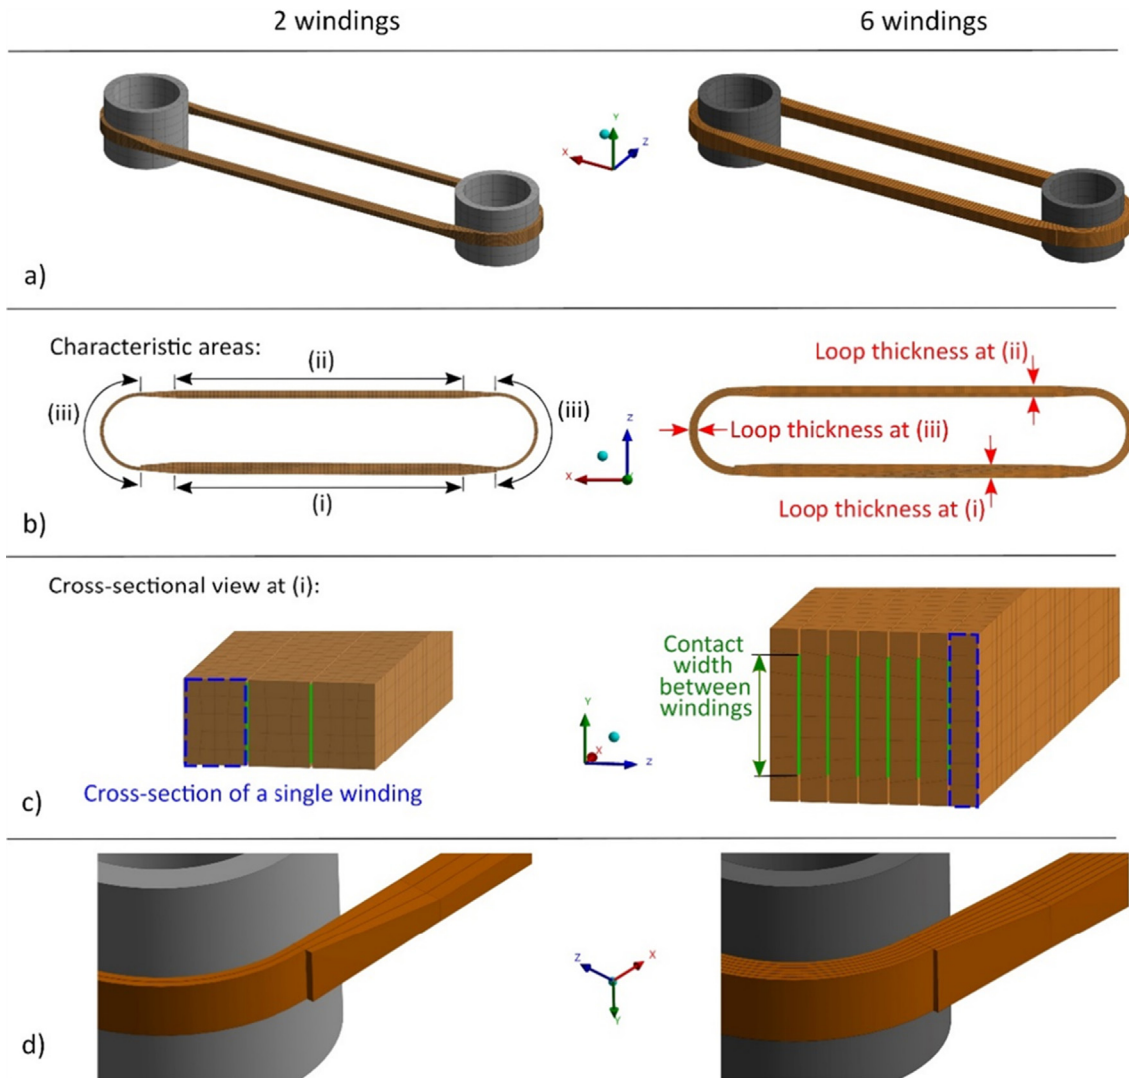 2 windings
6 windings
Y
Z
X
a)
Characteristic areas:
(ii)
(iii)
(iii)
(i)
Z
X
Y
Loop thickness at (ii)
Loop thickness at (iii)
Loop thickness at (i)
b)
Cross-sectional view at (i):
Contact
width
between
windings
Y
X
Z
Cross-section of a single winding
c)
Z
X
Y
d)